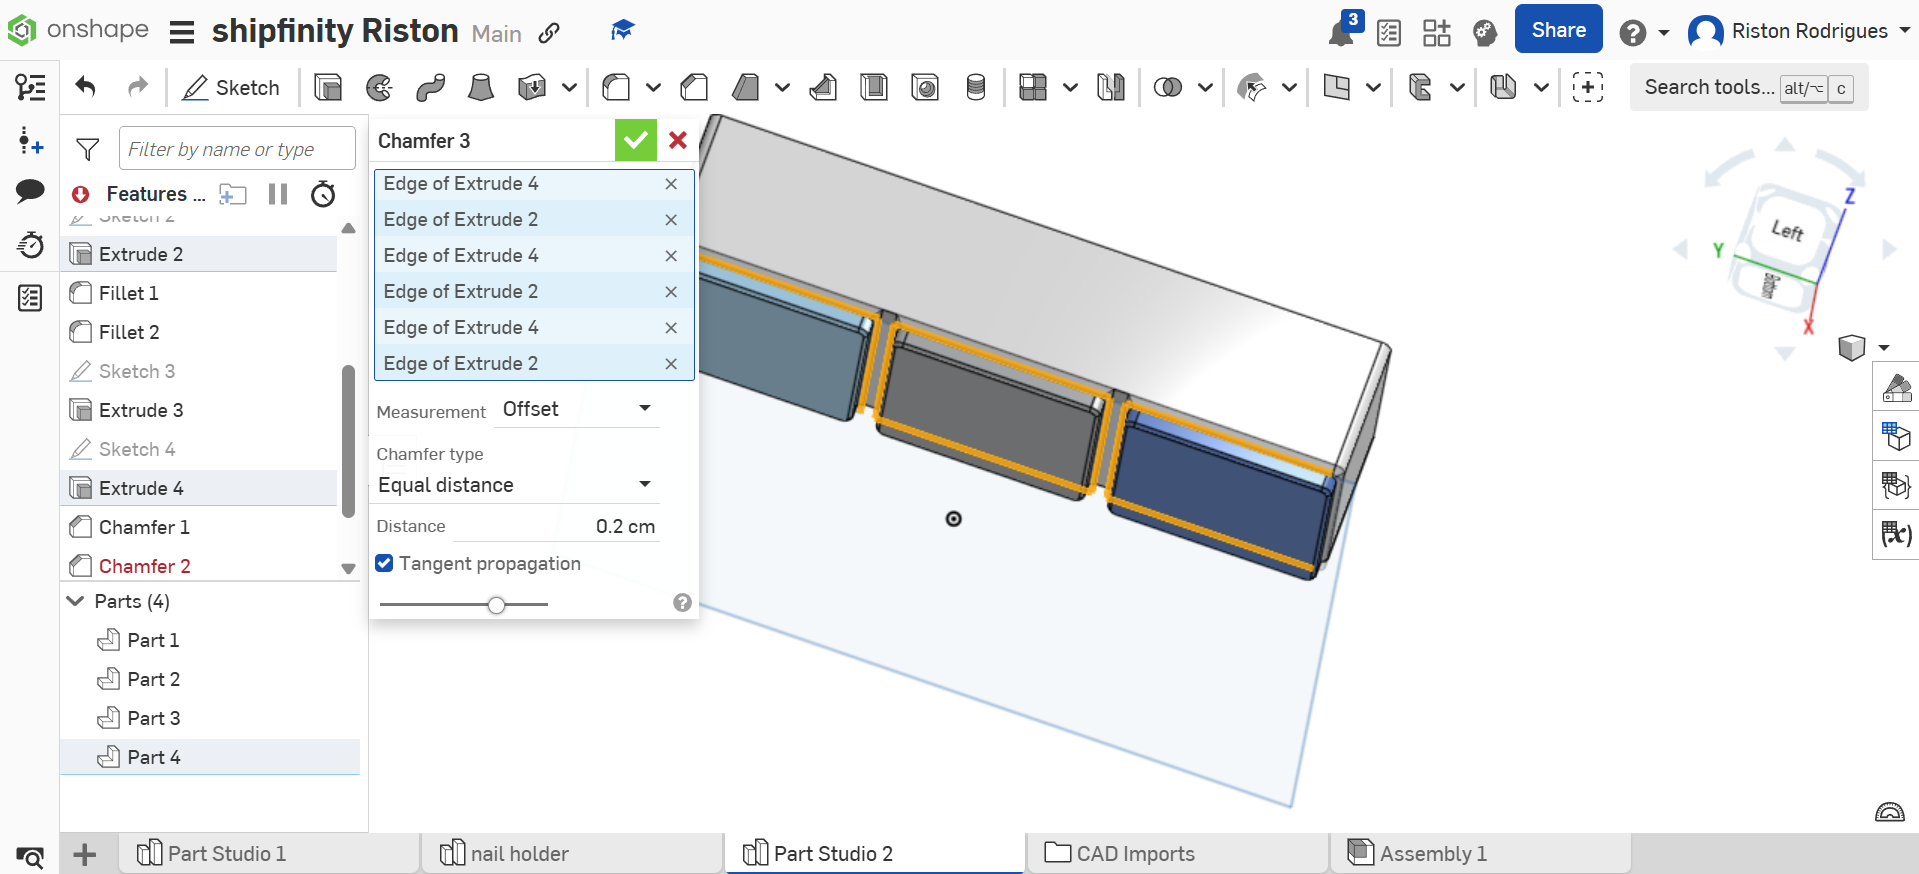 onshape
shipfinity Riston Main
3
Share
Riston Rodrigues
Sketch
Search tools... alt/⌥ c
Filter by name or type
Features ...
Sketch 2
Extrude 2
Fillet 1
Fillet 2
Sketch 3
Extrude 3
Sketch 4
Extrude 4
Chamfer 1
Chamfer 2
Parts (4)
Part 1
Part 2
Part 3
Part 4
Chamfer 3
Edge of Extrude 4
Edge of Extrude 2
Edge of Extrude 4
Edge of Extrude 2
Edge of Extrude 4
Edge of Extrude 2
Measurement Offset
Chamfer type
Equal distance
Distance 0.2 cm
Tangent propagation
Z
Left
Y
X
Part Studio 1
nail holder
Part Studio 2
CAD Imports
Assembly 1